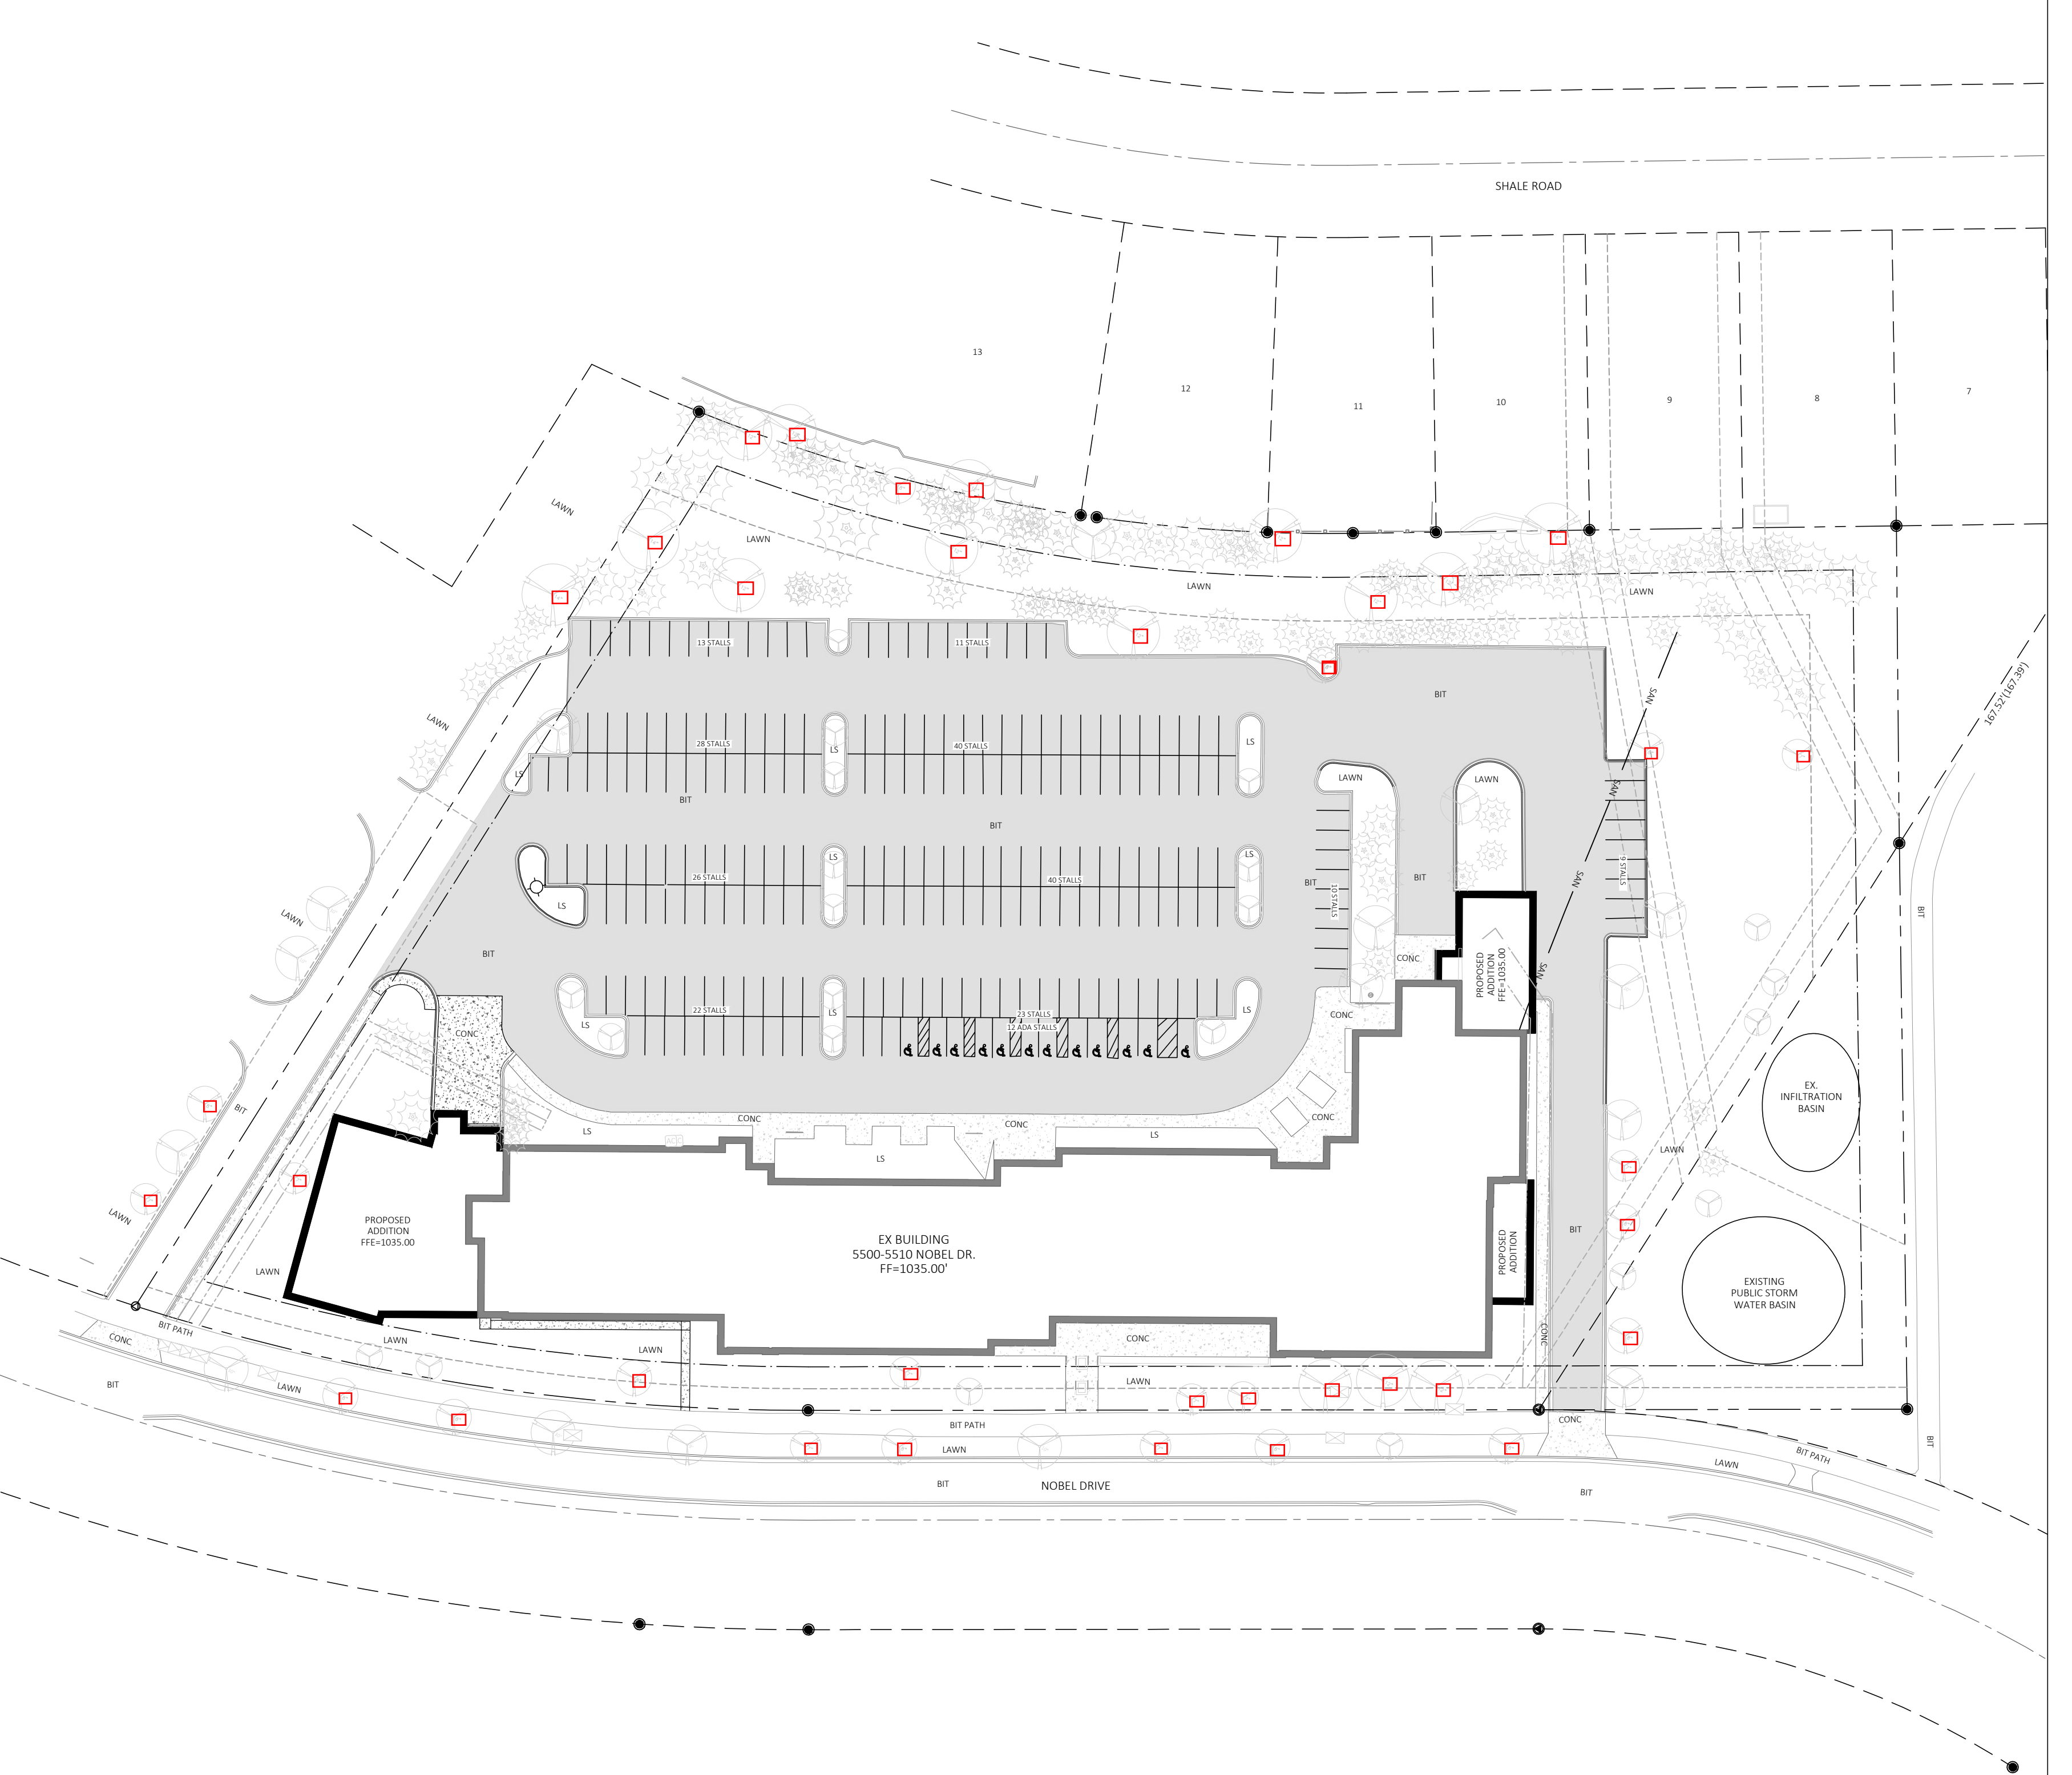 SHALE ROAD
13
12
11
10
9
8
7
LAWN
LAWN
LAWN
LAWN
167.52'(167.39')
13 STALLS
11 STALLS
BIT
SAN
LAWN
28 STALLS
LS
40 STALLS
LS
LS
LAWN
LAWN
SAN
BIT
BIT
26 STALLS
LS
40 STALLS
LS
BIT
BIT
SAN
9 STALLS
10 STALLS
LS
LAWN
BIT
BIT
CONC
PROPOSED
ADDITION
FFE=1035.00
SAN
22 STALLS
LS
LS
23 STALLS
12 ADA STALLS
LS
CONC
CONC
EX.
INFILTRATION
BASIN
BIT
LS
CONC
CONC
LS
CONC
LS
LAWN
LAWN
PROPOSED
ADDITION
FFE=1035.00
EX BUILDING
5500-5510 NOBEL DR.
FF=1035.00'
PROPOSED
ADDITION
BIT
LAWN
EXISTING
PUBLIC STORM
WATER BASIN
CONC
BIT PATH
CONC
LAWN
LAWN
CONC
LAWN
BIT
LAWN
BIT PATH
CONC
LAWN
BIT
NOBEL DRIVE
BIT
LAWN
BIT PATH
BIT